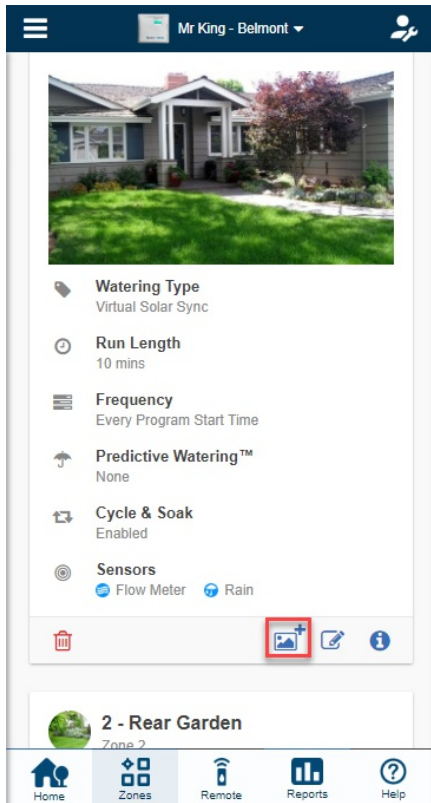 Mr King - Belmont
Watering Type
Virtual Solar Sync
Run Length
10 mins
Frequency
Every Program Start Time
Predictive Watering™
None
Cycle & Soak
Enabled
Sensors
Flow Meter Rain
2 - Rear Garden
Zone 2
Home Zones Remote Reports Help